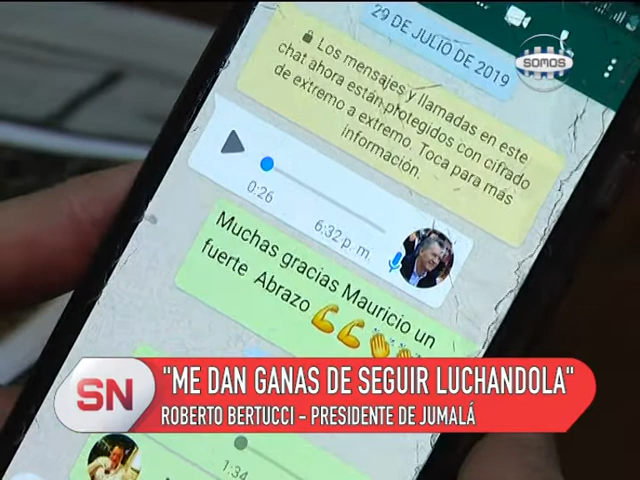 29 DE JULIO DE 2019
SOMOS
Los mensajes y llamadas en este
chat ahora están protegidos con cifrado
de extremo a extremo. Toca para más
información.
0:26
6:32 p. m.
Muchas gracias Mauricio un
fuerte Abrazo
SN
"ME DAN GANAS DE SEGUIR LUCHANDOLA"
ROBERTO BERTUCCI - PRESIDENTE DE JUMALÁ
1:34